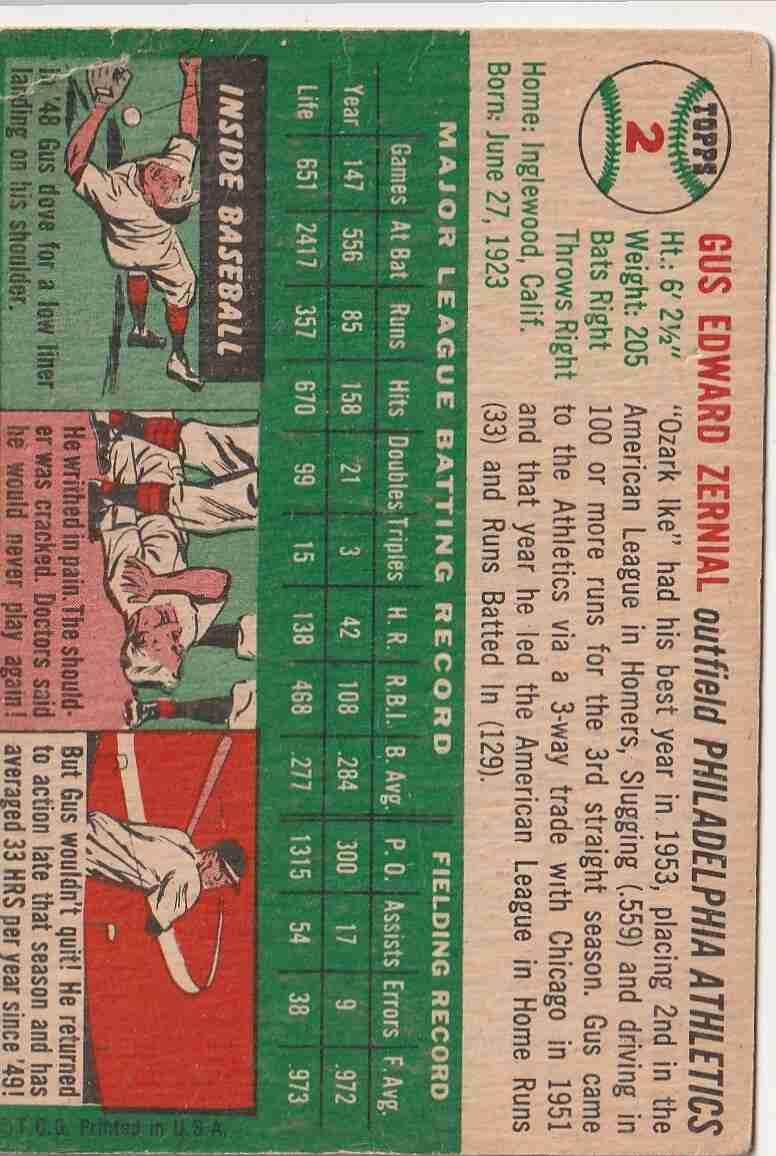 TOPPS
2
GUS EDWARD ZERNIAL outfield PHILADELPHIA ATHLETICS
Ht.: 6' 2½"
Weight: 205
Bats Right
Throws Right
Home: Inglewood, Calif.
Born: June 27, 1923
"Ozark Ike" had his best year in 1953, placing 2nd in the
American League in Homers, Slugging (.559) and driving in
100 or more runs for the 3rd straight season. Gus came
to the Athletics via a 3-way trade with Chicago in 1951
and that year he led the American League in Home Runs
(33) and Runs Batted In (129).
MAJOR LEAGUE BATTING RECORD FIELDING RECORD
Games At Bat Runs Hits Doubles Triples H. R. R.B.I. B. Avg. P. O. Assists Errors F. Avg.
Year 147 556 85 158 21 3 42 108 .284 300 17 9 .972
Life 651 2417 357 670 99 15 138 468 .277 1315 54 38 .973
INSIDE BASEBALL
In '48 Gus dove for a low liner
landing on his shoulder.
He writhed in pain. The should-
er was cracked. Doctors said
he would never play again!
But Gus wouldn't quit! He returned
to action late that season and has
averaged 33 HRS per year since '49!
©T.C.G. Printed in U.S.A.